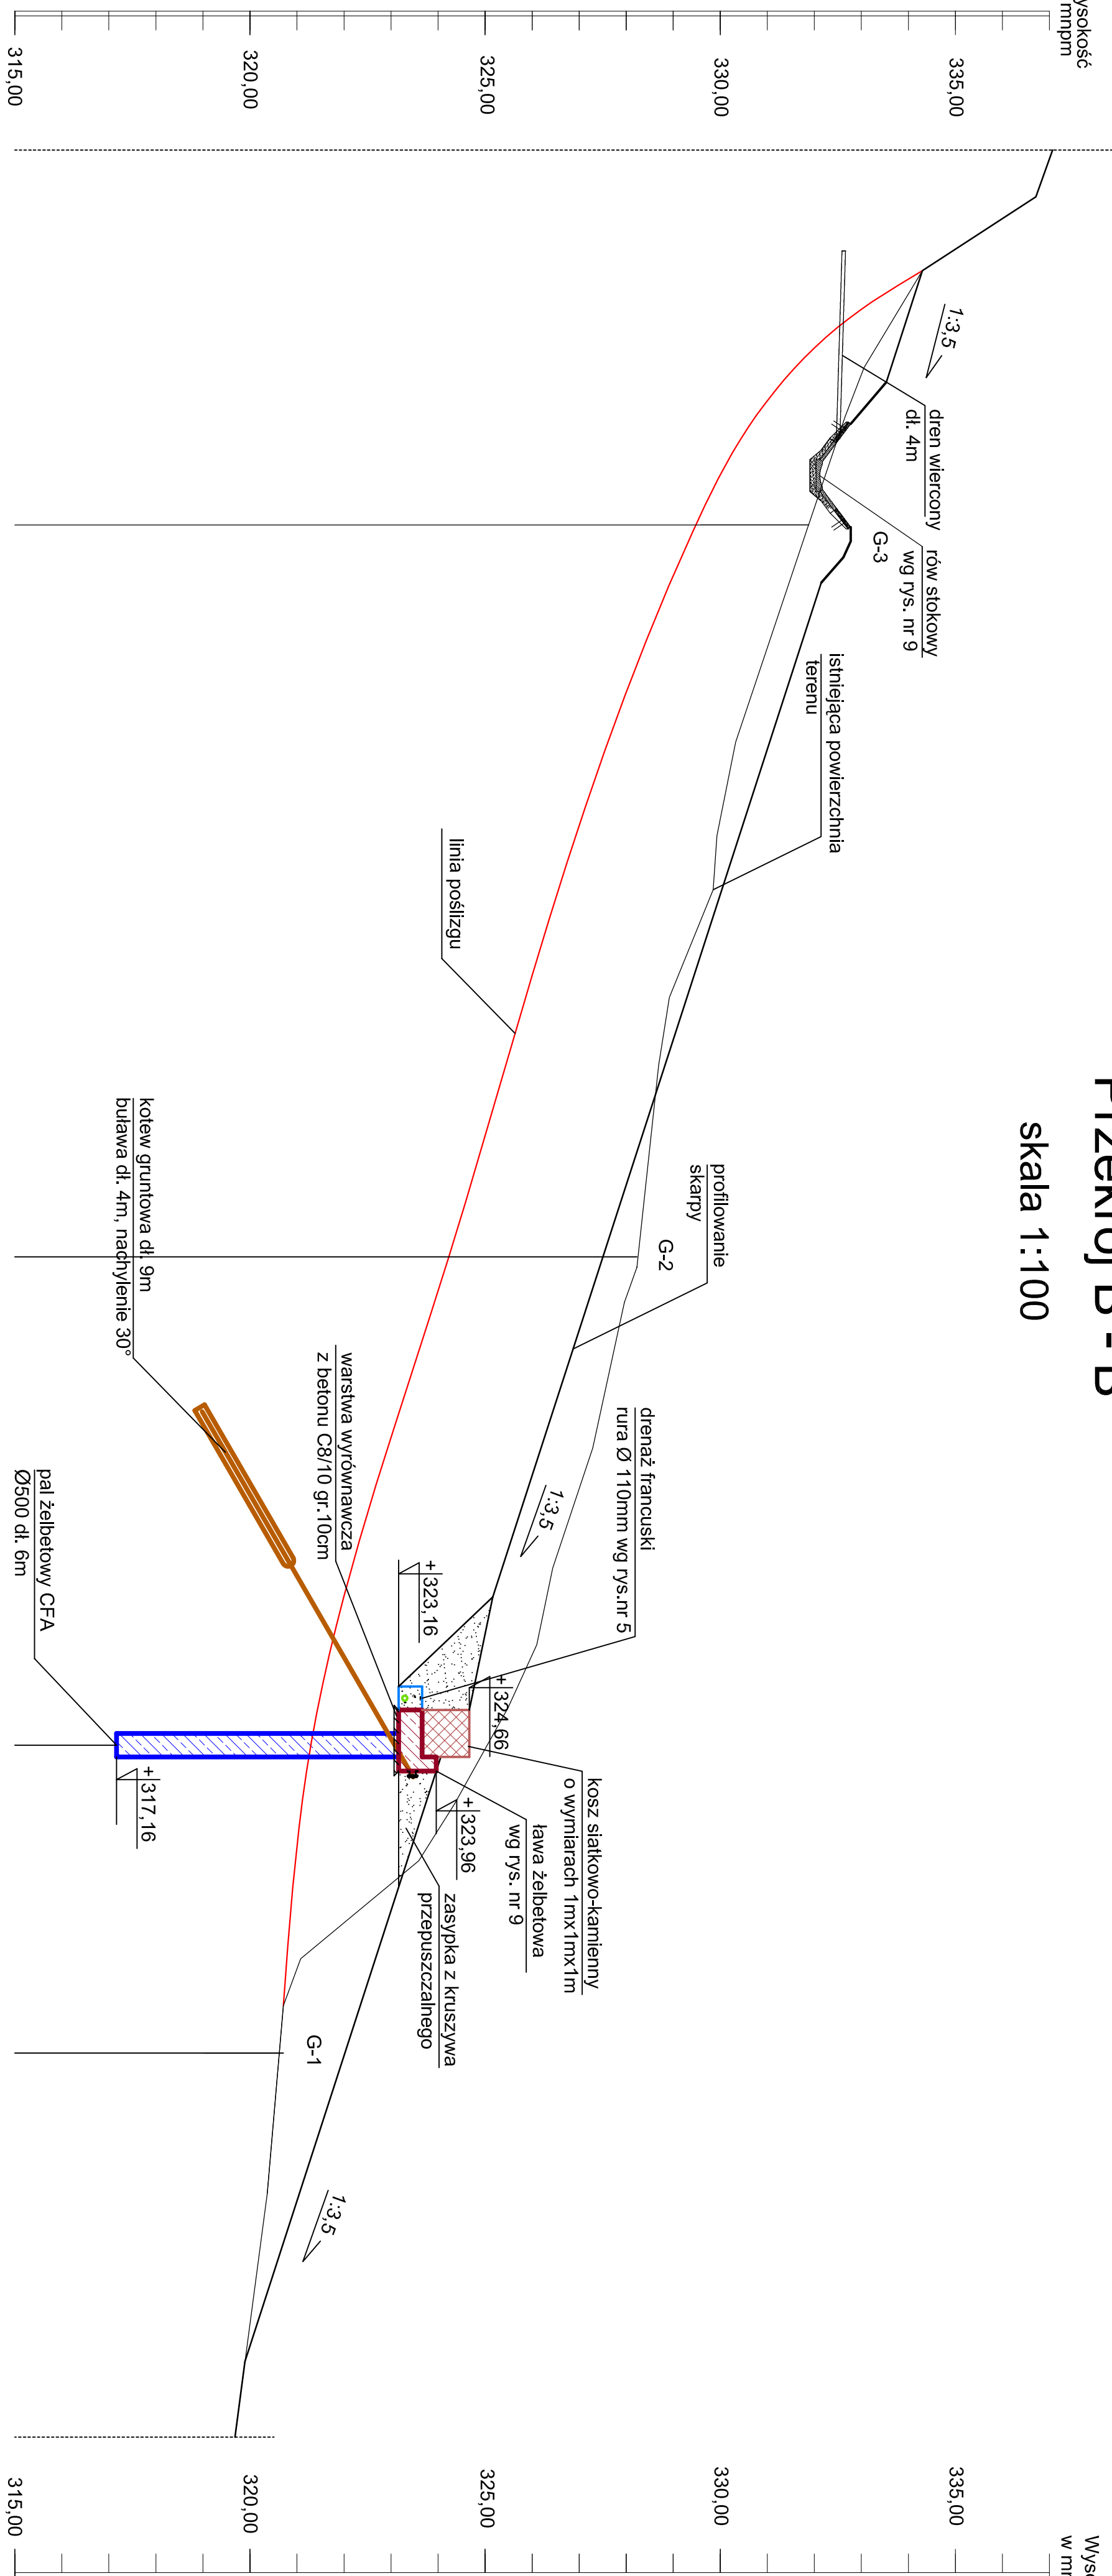 Przekrój B - B
skala 1:100
mnpm
335,00
330,00
325,00
320,00
315,00
1:3,5
dren wiercony
dł. 4m
rów stokowy
wg rys. nr 9
G-3
istniejąca powierzchnia
terenu
linia poślizgu
profilowanie
skarpy
G-2
kotew gruntowa dł. 9m
buława dł. 4m, nachylenie 30°
warstwa wyrównawcza
z betonu C8/10 gr.10cm
drenaż francuski
rura Ø 110mm wg rys.nr 5
1:3,5
+323,16
+324,66
pal żelbetowy CFA
Ø500 dł. 6m
+317,16
+323,96
kosz siatkowo-kamienny
o wymiarach 1mx1mx1m
ława żelbetowa
wg rys. nr 9
zasypka z kruszywa
przepuszczalnego
G-1
1:3,5
335,00
330,00
325,00
320,00
315,00